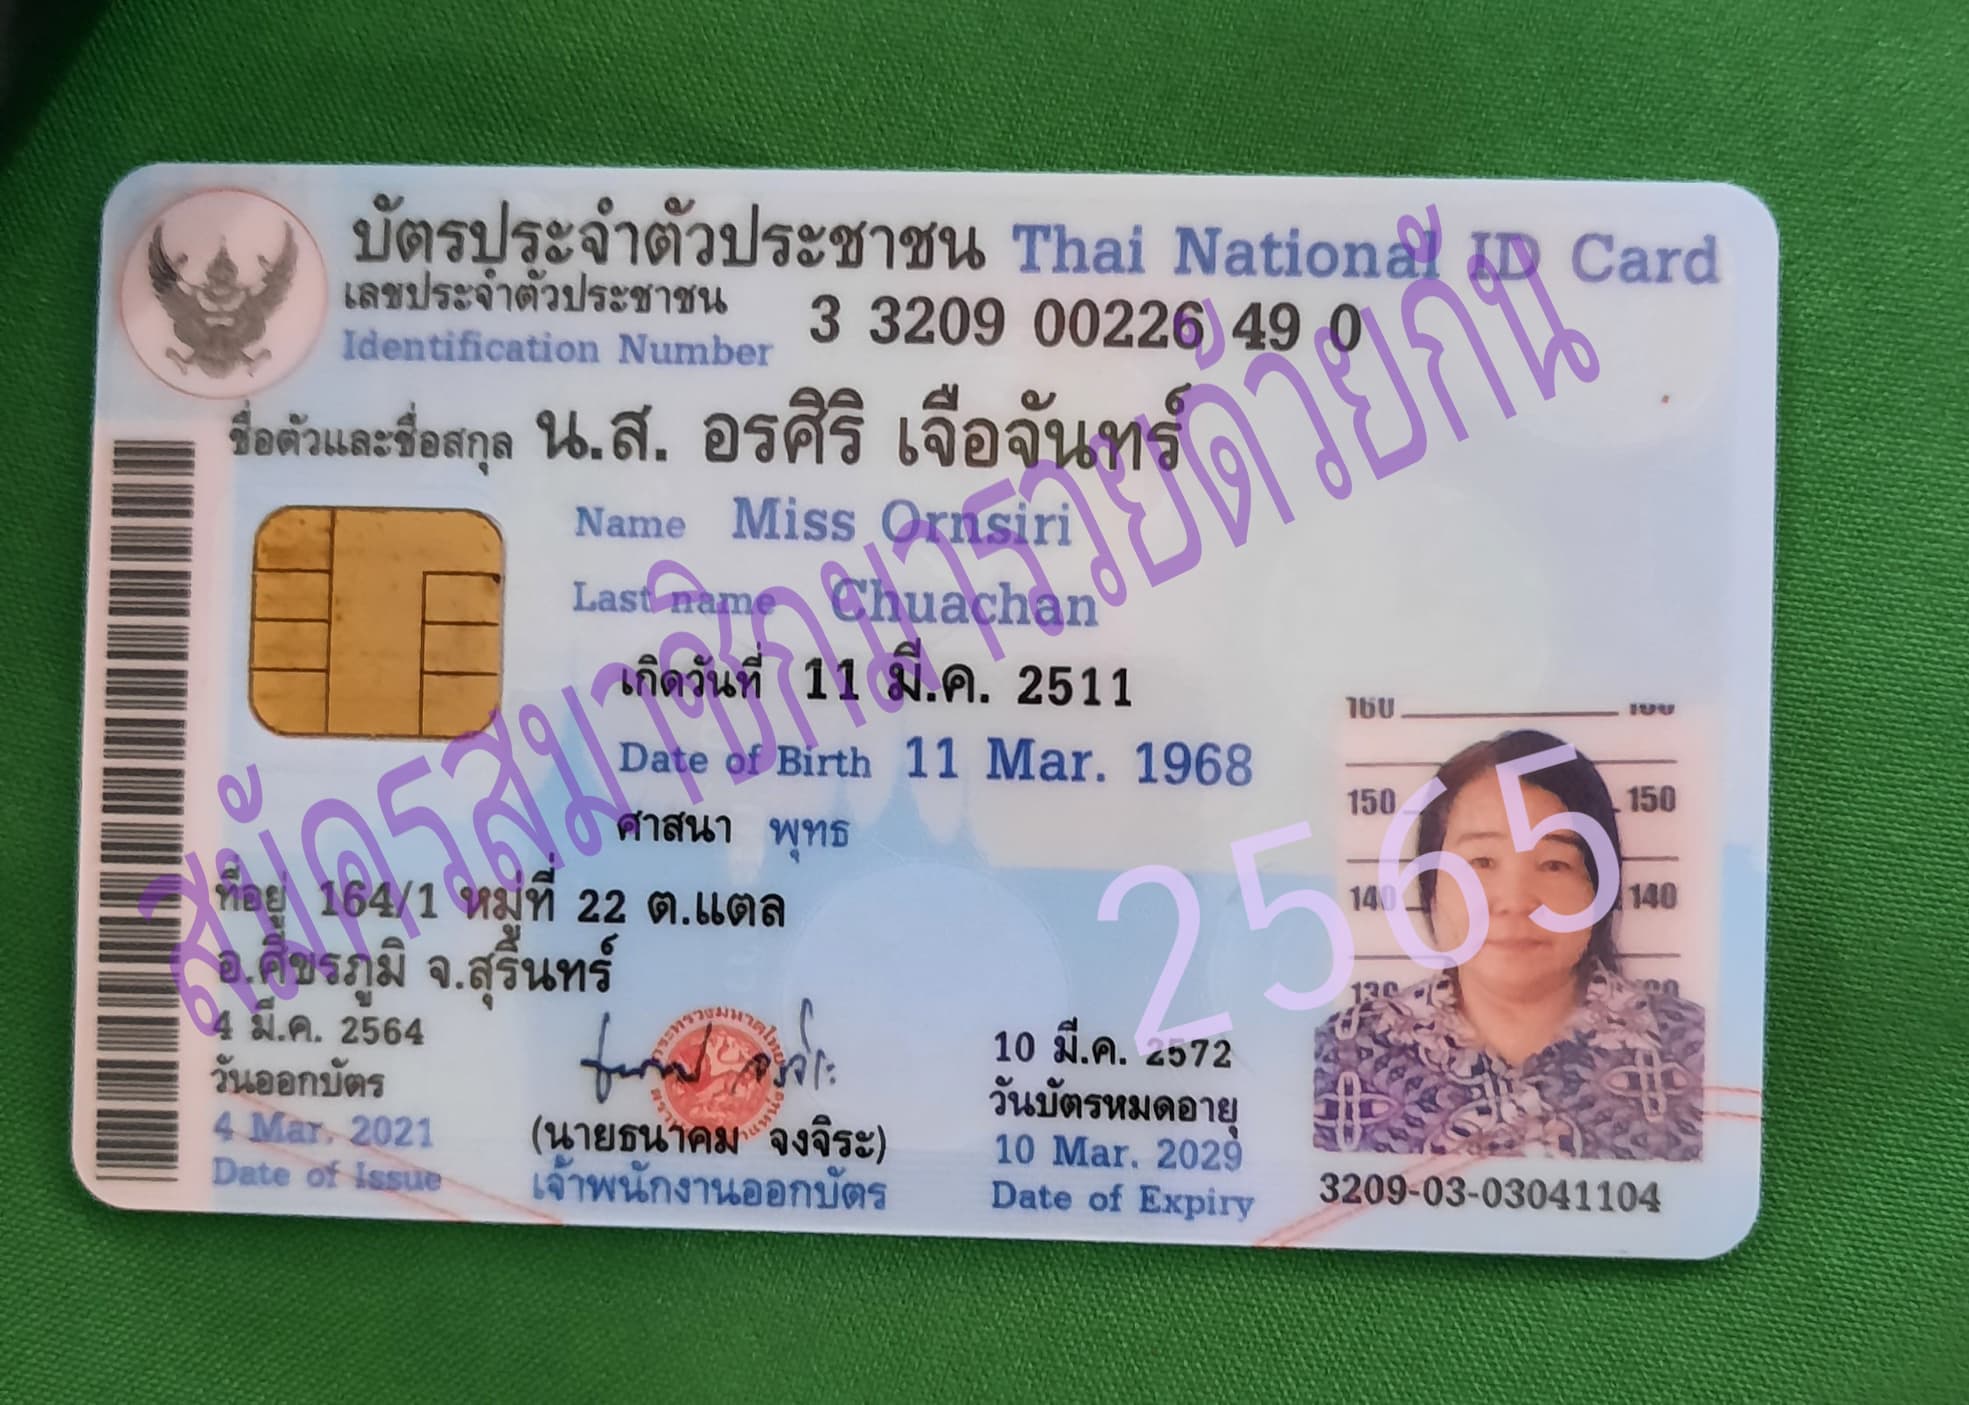 บัตรประจำตัวประชาชน Thai National ID Card
เลขประจำตัวประชาชน 3 3209 00226 49 0
Identification Number
ชื่อตัวและชื่อสกุล น.ส. อรศิริ เจือจันทร์
Name Miss Ornsiri
Last name Chuachan
เกิดวันที่ 11 มี.ค. 2511
Date of Birth 11 Mar. 1968
ศาสนา พุทธ
ที่อยู่ 164/1 หมู่ที่ 22 ต.แตล
อ.ศีขรภูมิ จ.สุรินทร์
4 มี.ค. 2564
วันออกบัตร
4 Mar. 2021
Date of Issue
(นายธนาคม จงจิระ)
เจ้าพนักงานออกบัตร
10 มี.ค. 2572
วันบัตรหมดอายุ
10 Mar. 2029
Date of Expiry
160
150 150
140 140
130
3209-03-03041104
สมัครสมาชิกมารวยด้วยกัน
2565